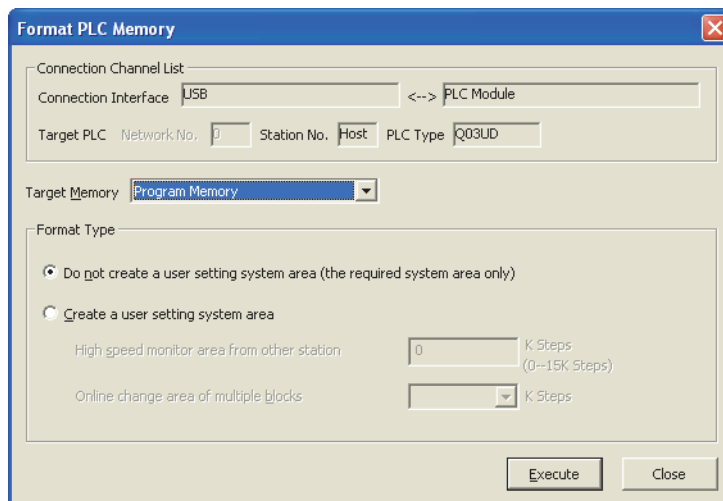 Format PLC Memory
Connection Channel List
Connection Interface USB <--> PLC Module
Target PLC Network No. 0 Station No. Host PLC Type Q03UD
Target Memory Program Memory
Format Type
Do not create a user setting system area (the required system area only)
Create a user setting system area
High speed monitor area from other station 0 K Steps
(0--15K Steps)
Online change area of multiple blocks K Steps
Execute Close